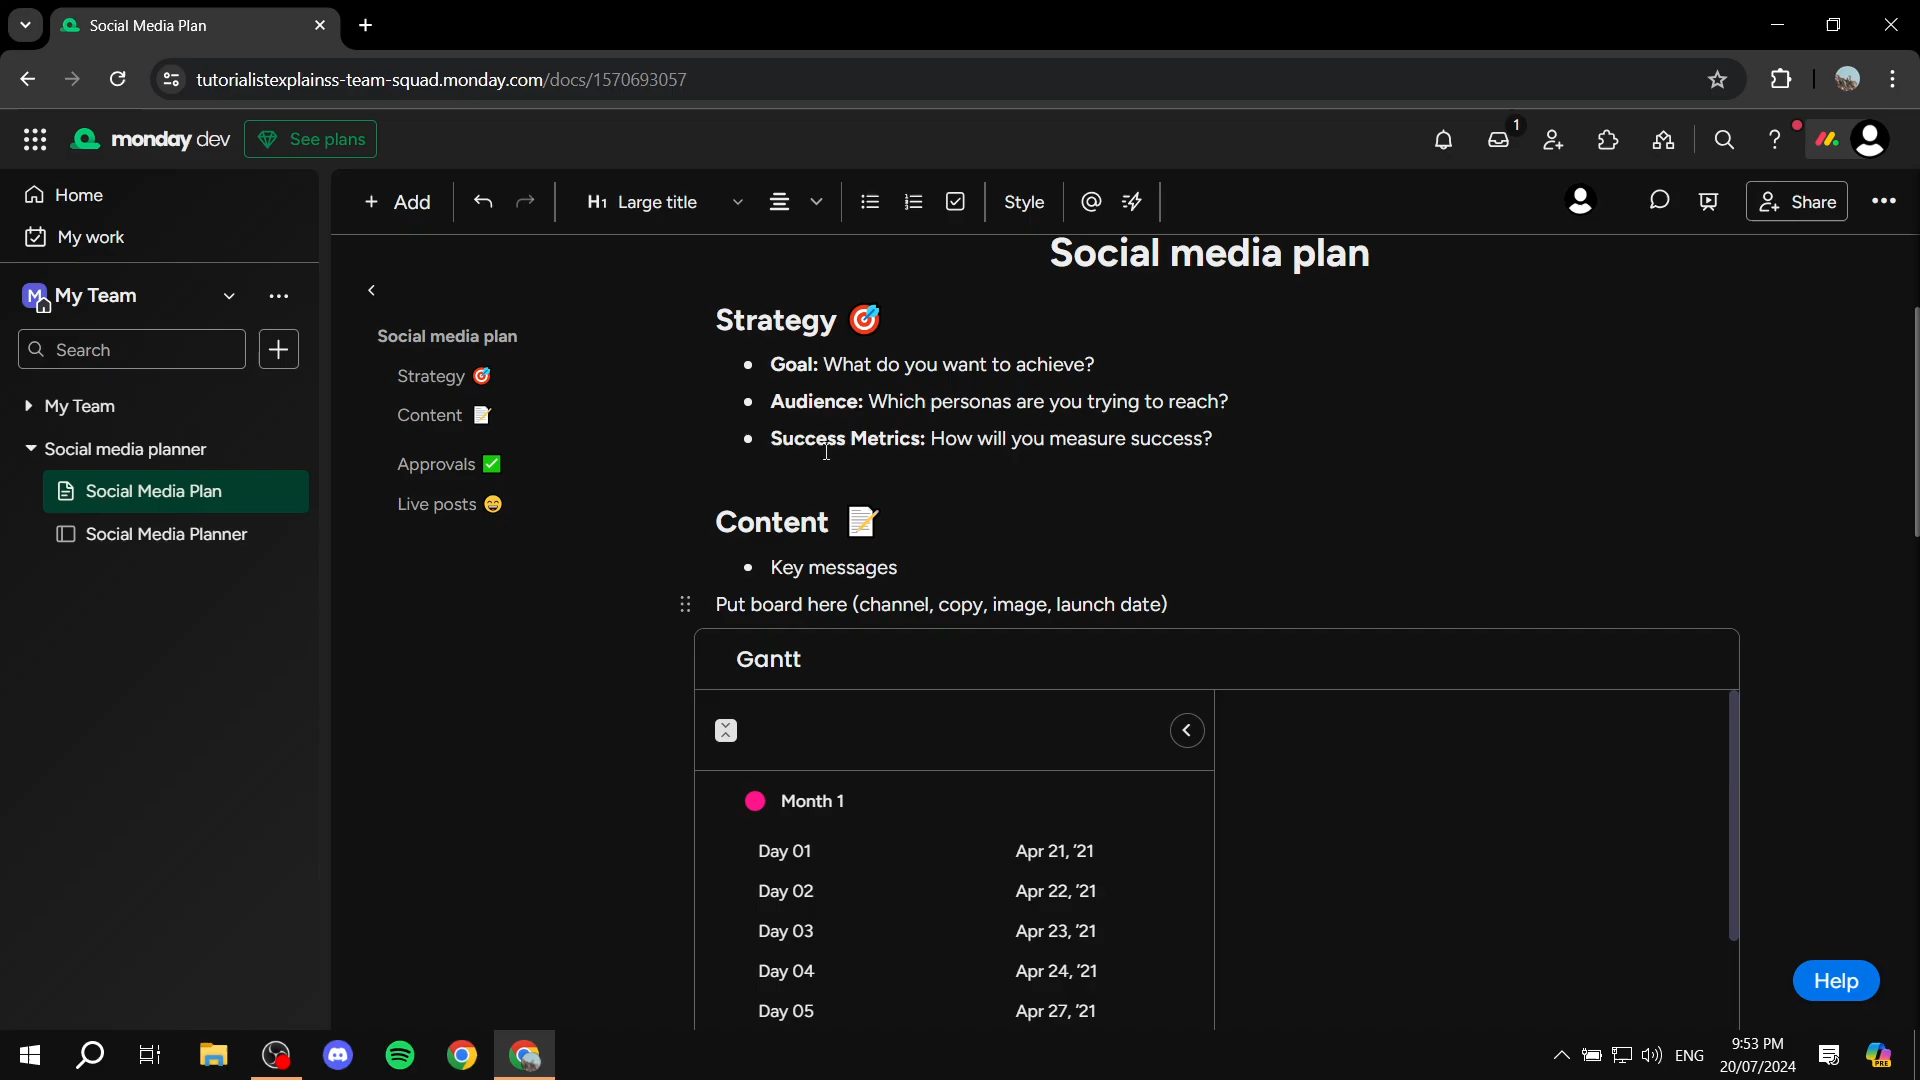 Social Media Plan
tutorialistexplainss-team-squad.monday.com/docs/1570693057
monday dev
See plans
1
Home
My work
M My Team
Search
My Team
Social media planner
Social Media Plan
Social Media Planner
Add
H1 Large title
Style
Share
Social media plan
Strategy 🎯
Content 📝
Approvals ✅
Live posts 😄
Social media plan
Strategy 🎯
Goal: What do you want to achieve?
Audience: Which personas are you trying to reach?
Success Metrics: How will you measure success?
Content 📝
Key messages
Put board here (channel, copy, image, launch date)
Gantt
Month 1
Day 01 Apr 21, '21
Day 02 Apr 22, '21
Day 03 Apr 23, '21
Day 04 Apr 24, '21
Day 05 Apr 27, '21
Help
ENG
9:53 PM
20/07/2024
PRE